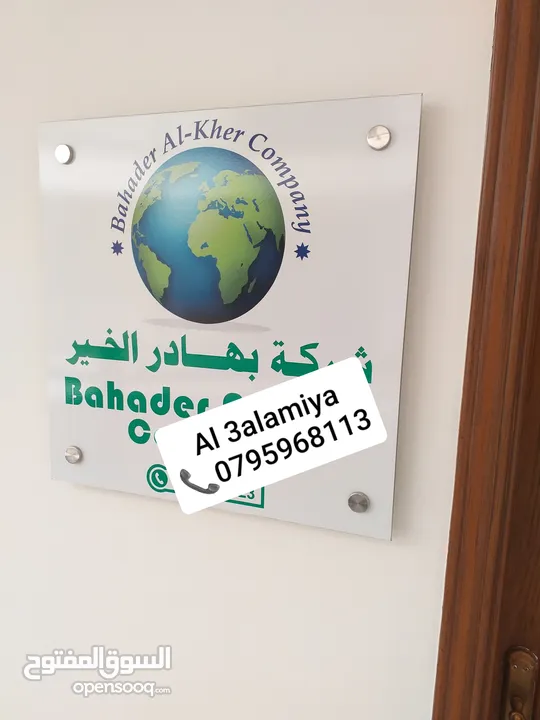 Bahader Al-Kher Company
شركة بهادر الخير
Bahader
Al 3alamiya
0795968113
السوق المفتوح
opensooq.com